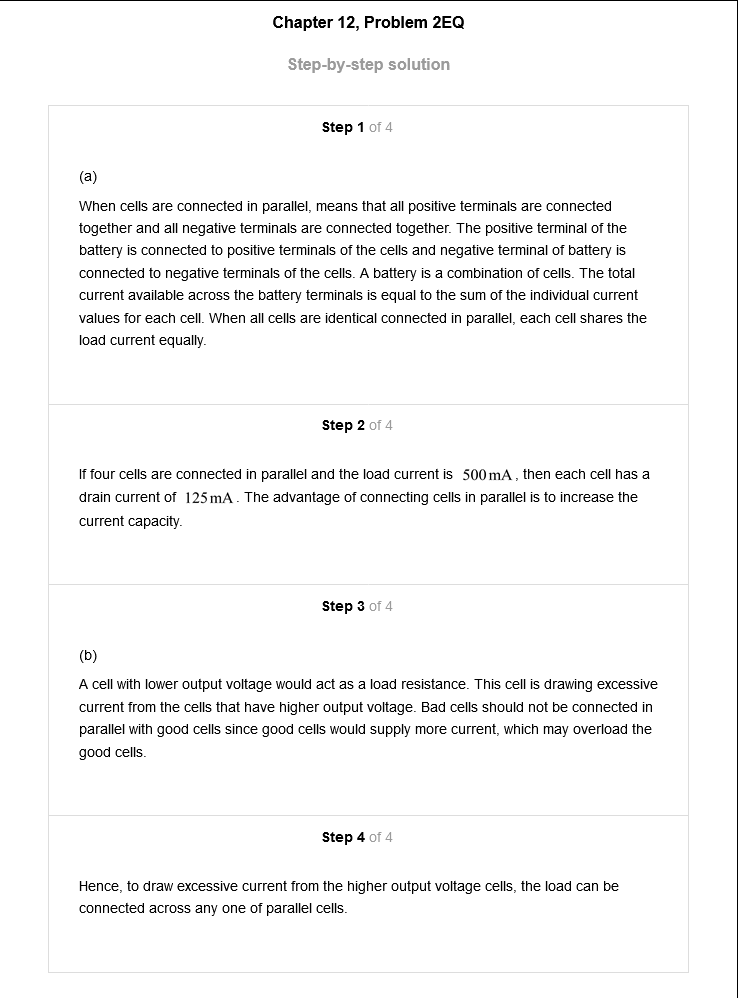 Chapter 12, Problem 2EQ
Step-by-step solution
Step 1 of 4
(a)
When cells are connected in parallel, means that all positive terminals are connected
together and all negative terminals are connected together. The positive terminal of the
battery is connected to positive terminals of the cells and negative terminal of battery is
connected to negative terminals of the cells. A battery is a combination of cells. The total
current available across the battery terminals is equal to the sum of the individual current
values for each cell. When all cells are identical connected in parallel, each cell shares the
load current equally.
Step 2 of 4
If four cells are connected in parallel and the load current is 500 mA, then each cell has a
drain current of 125 mA. The advantage of connecting cells in parallel is to increase the
current capacity.
Step 3 of 4
(b)
A cell with lower output voltage would act as a load resistance. This cell is drawing excessive
current from the cells that have higher output voltage. Bad cells should not be connected in
parallel with good cells since good cells would supply more current, which may overload the
good cells.
Step 4 of 4
Hence, to draw excessive current from the higher output voltage cells, the load can be
connected across any one of parallel cells.